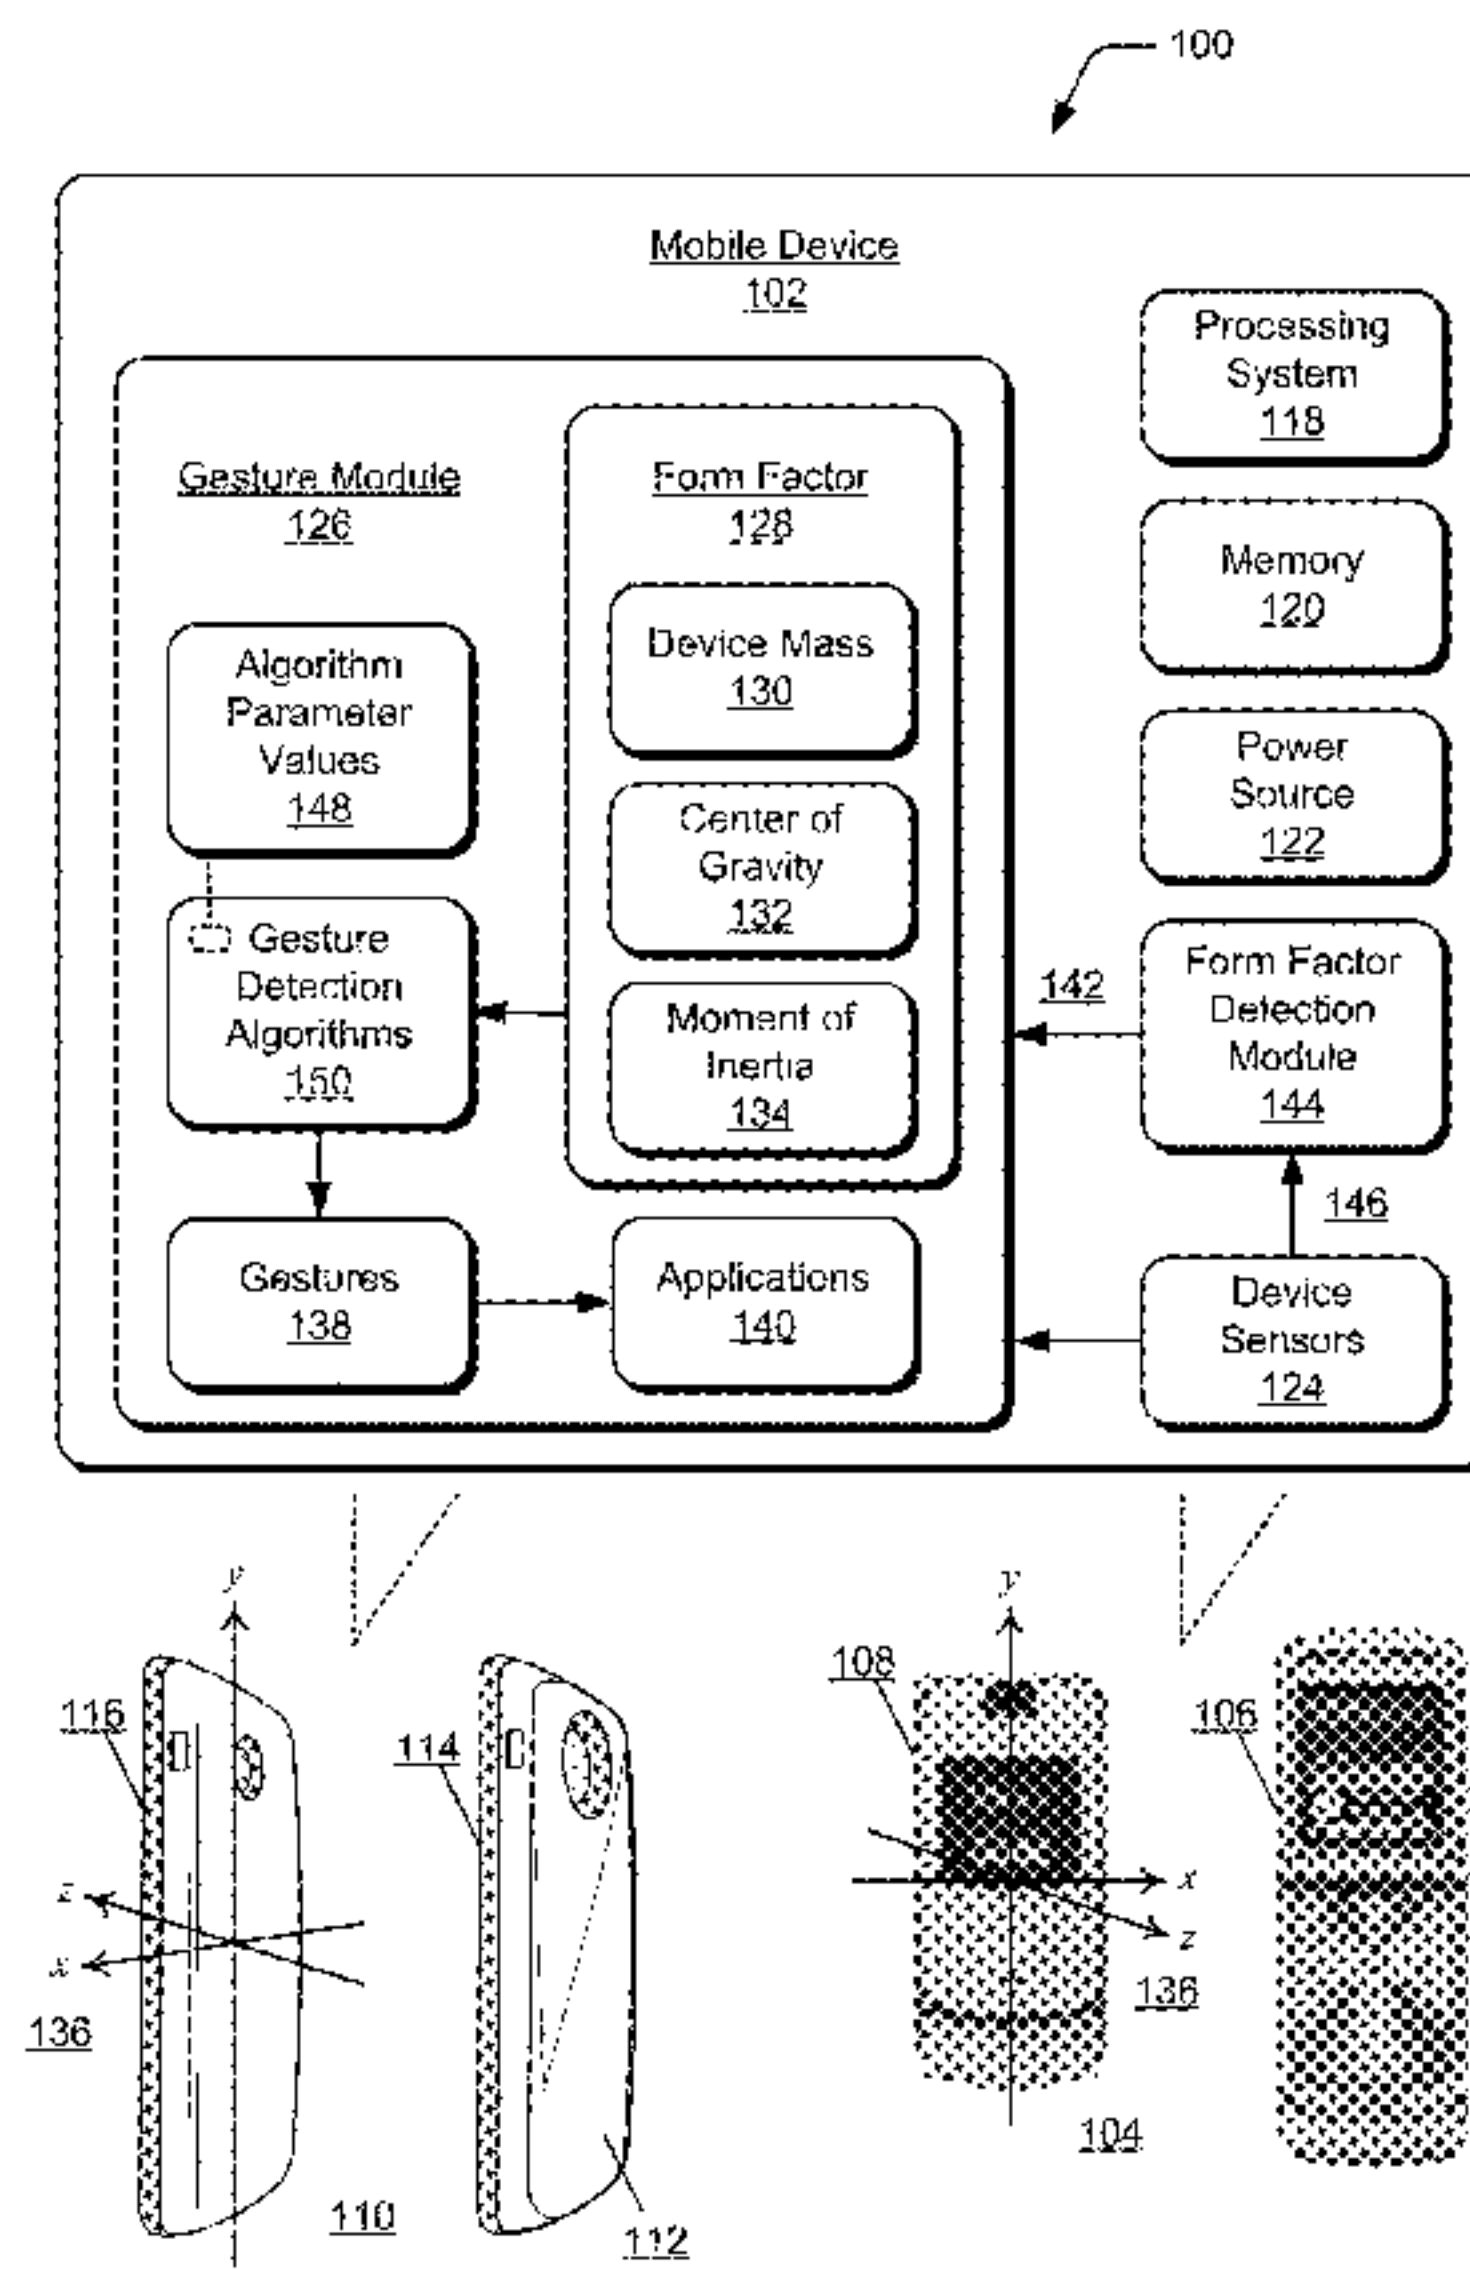 100
Mobile Device
102
Processing
System
118
Gesture Module
126
Form Factor
128
Memory
120
Device Mass
130
Algorithm
Parameter
Values
148
Power
Source
122
Center of
Gravity
132
Gesture
Detection
Algorithms
150
Form Factor
Detection
Module
144
142
Moment of
Inertia
134
146
Gestures
138
Applications
140
Device
Sensors
124
y
y
108
116
114
106
z
x
x
z
136
136
104
110
112